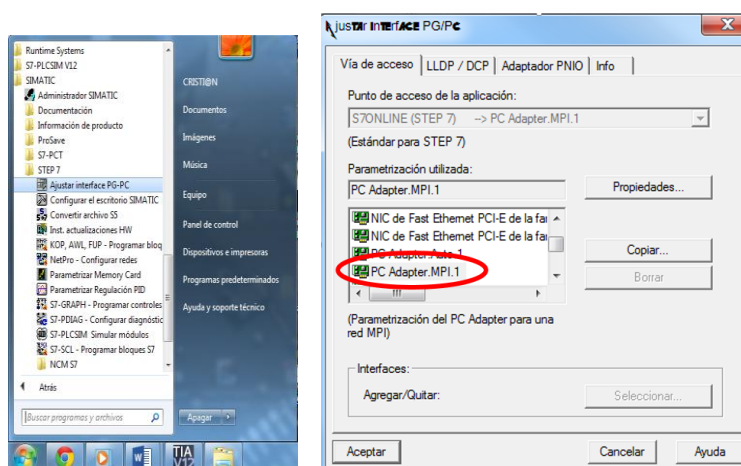 Runtime Systems
S7-PLCSIM V12
SIMATIC
Administrador SIMATIC
Documentación
Información de producto
ProSave
S7-PCT
STEP 7
Ajustar interface PG-PC
Configurar el escritorio SIMATIC
Convertir archivo S5
Inst. actualizaciones HW
KOP, AWL, FUP - Programar bloq
NetPro - Configurar redes
Parametrizar Memory Card
Parametrizar Regulación PID
S7-GRAPH - Programar controles
S7-PDIAG - Configurar diagnóstic
S7-PLCSIM Simular módulos
S7-SCL - Programar bloques S7
NCM S7
Atrás
Buscar programas y archivos
CRISTI@N
Documentos
Imágenes
Música
Equipo
Panel de control
Dispositivos e impresoras
Programas predeterminados
Ayuda y soporte técnico
Apagar
TIA
V12
Ajustar interface PG/PC
Vía de acceso
LLDP / DCP
Adaptador PNIO
Info
Punto de acceso de la aplicación:
S7ONLINE (STEP 7) --> PC Adapter.MPI.1
(Estándar para STEP 7)
Parametrización utilizada:
PC Adapter.MPI.1
Propiedades...
NIC de Fast Ethernet PCI-E de la far
NIC de Fast Ethernet PCI-E de la far
PC Adapter.Auto.1
PC Adapter.MPI.1
Copiar...
Borrar
(Parametrización del PC Adapter para una
red MPI)
Interfaces:
Agregar/Quitar:
Seleccionar...
Aceptar
Cancelar
Ayuda